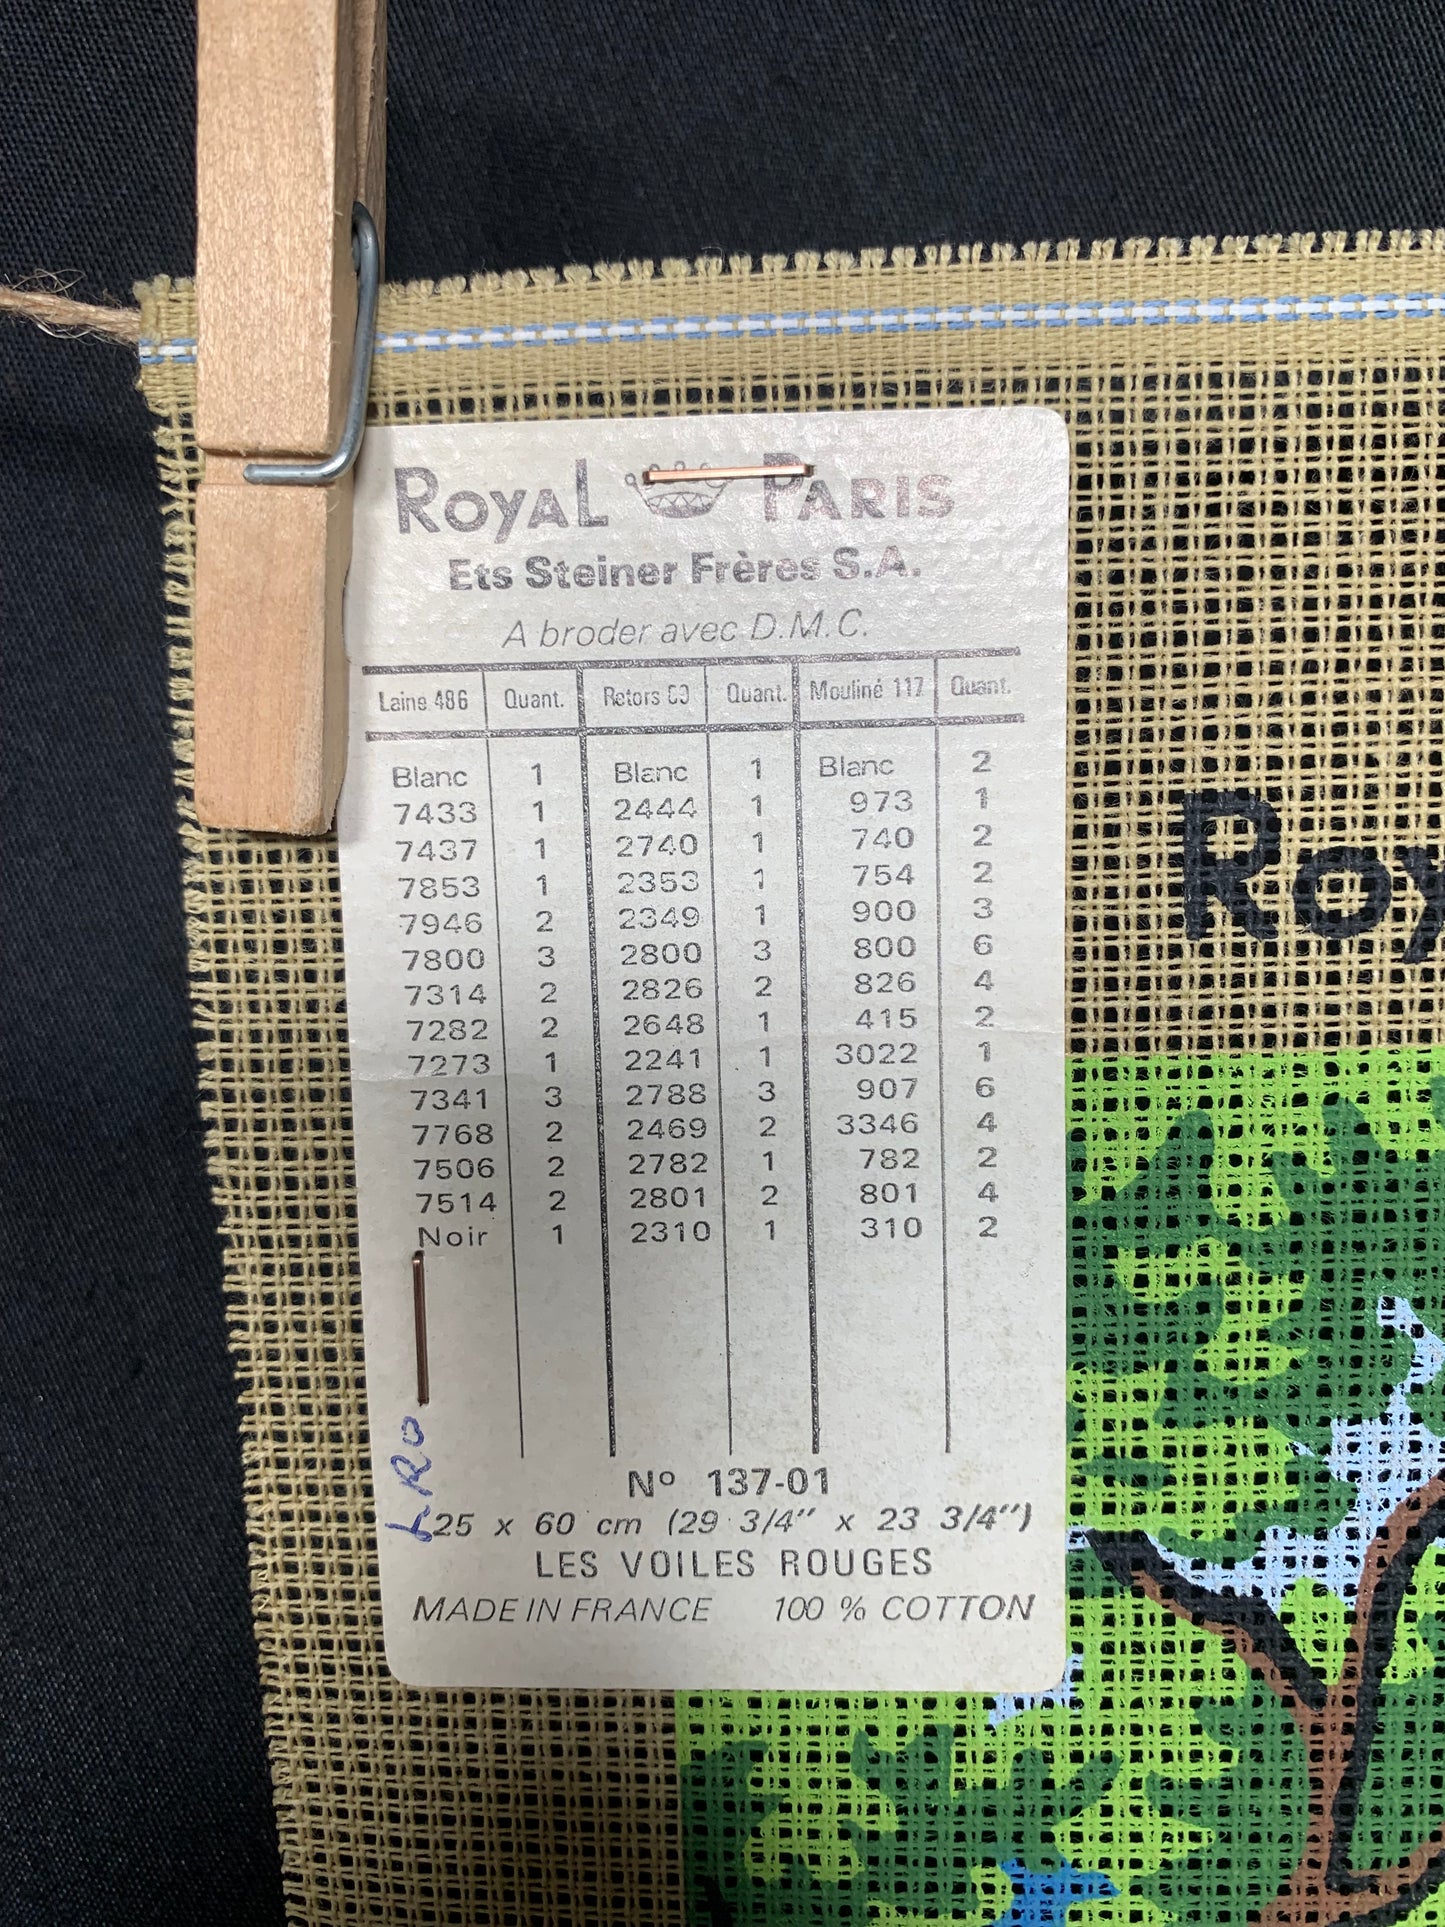 ROYAL PARIS
Ets Steiner Frères S.A.
A broder avec D.M.C.
Laine 486 Quant. Retors 89 Quant. Mouliné 117 Quant.
Blanc 1 Blanc 1 Blanc 2
7433 1 2444 1 973 1
7437 1 2740 1 740 2
7853 1 2353 1 754 2
7946 2 2349 1 900 3
7800 3 2800 3 800 6
7314 2 2826 2 826 4
7282 2 2648 1 415 2
7273 1 2241 1 3022 1
7341 3 2788 3 907 6
7768 2 2469 2 3346 4
7506 2 2782 1 782 2
7514 2 2801 2 801 4
Noir 1 2310 1 310 2
Nº 137-01
25 x 60 cm (29 3/4" x 23 3/4")
LES VOILES ROUGES
MADE IN FRANCE 100 % COTTON
Roy